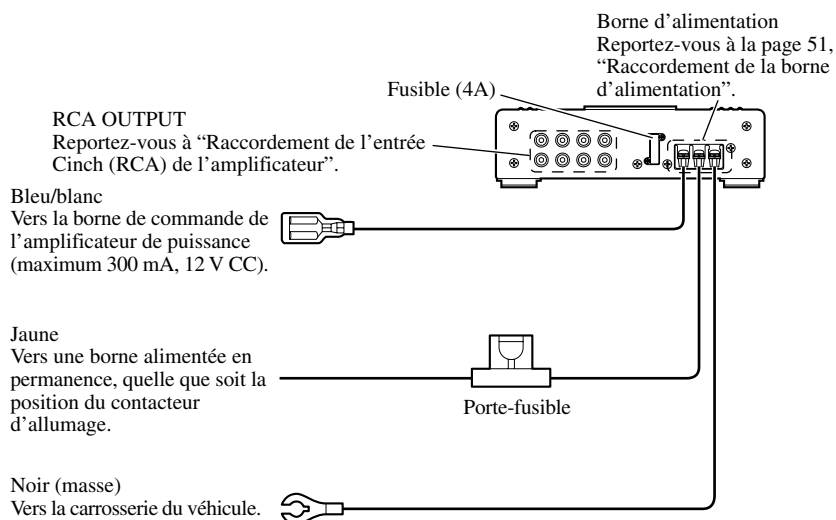 Borne d'alimentation
Reportez-vous à la page 51,
“Raccordement de la borne
d'alimentation”.
Fusible (4A)
RCA OUTPUT
Reportez-vous à “Raccordement de l'entrée
Cinch (RCA) de l'amplificateur”.
Bleu/blanc
Vers la borne de commande de
l'amplificateur de puissance
(maximum 300 mA, 12 V CC).
Jaune
Vers une borne alimentée en
permanence, quelle que soit la
position du contacteur
d'allumage.
Porte-fusible
Noir (masse)
Vers la carrosserie du véhicule.